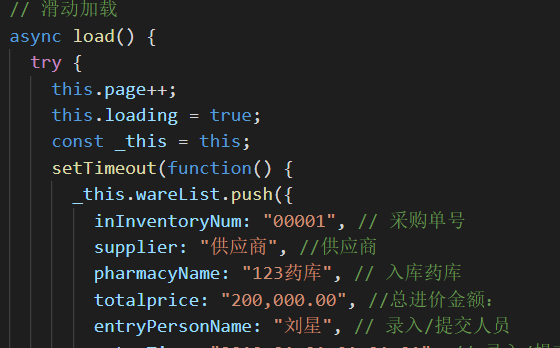 // 滑动加载
async load() {
try {
this.page++;
this.loading = true;
const _this = this;
setTimeout(function() {
_this.wareList.push({
inInventoryNum: "00001", // 采购单号
supplier: "供应商", //供应商
pharmacyName: "123药库", // 入库药库
totalprice: "200,000.00", //总进价金额:
entryPersonName: "刘星", // 录入/提交人员